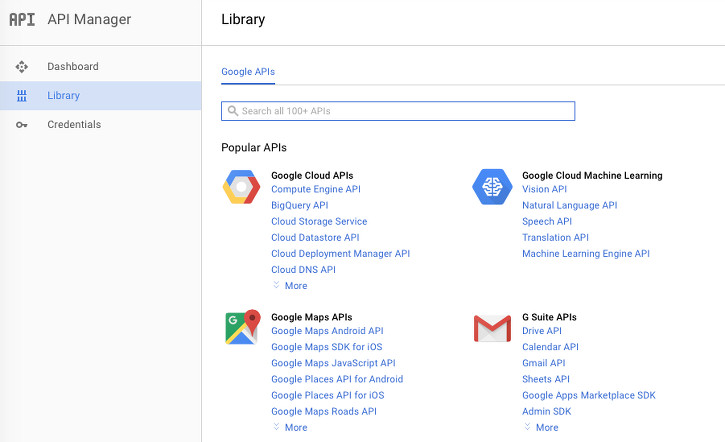 API API Manager
Library
Dashboard
Library
Credentials
Google APIs
Search all 100+ APIs
Popular APIs
Google Cloud APIs
Compute Engine API
BigQuery API
Cloud Storage Service
Cloud Datastore API
Cloud Deployment Manager API
Cloud DNS API
More
Google Cloud Machine Learning
Vision API
Natural Language API
Speech API
Translation API
Machine Learning Engine API
Google Maps APIs
Google Maps Android API
Google Maps SDK for iOS
Google Maps JavaScript API
Google Places API for Android
Google Places API for iOS
Google Maps Roads API
More
G Suite APIs
Drive API
Calendar API
Gmail API
Sheets API
Google Apps Marketplace SDK
Admin SDK
More